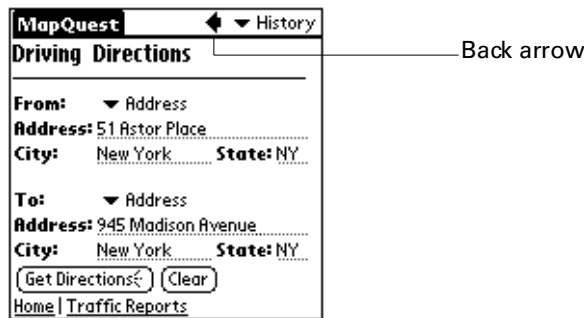 MapQuest History
Back arrow
Driving Directions
From: Address
Address: 51 Astor Place
City: New York State: NY
To: Address
Address: 945 Madison Avenue
City: New York State: NY
Get Directions Clear
Home | Traffic Reports